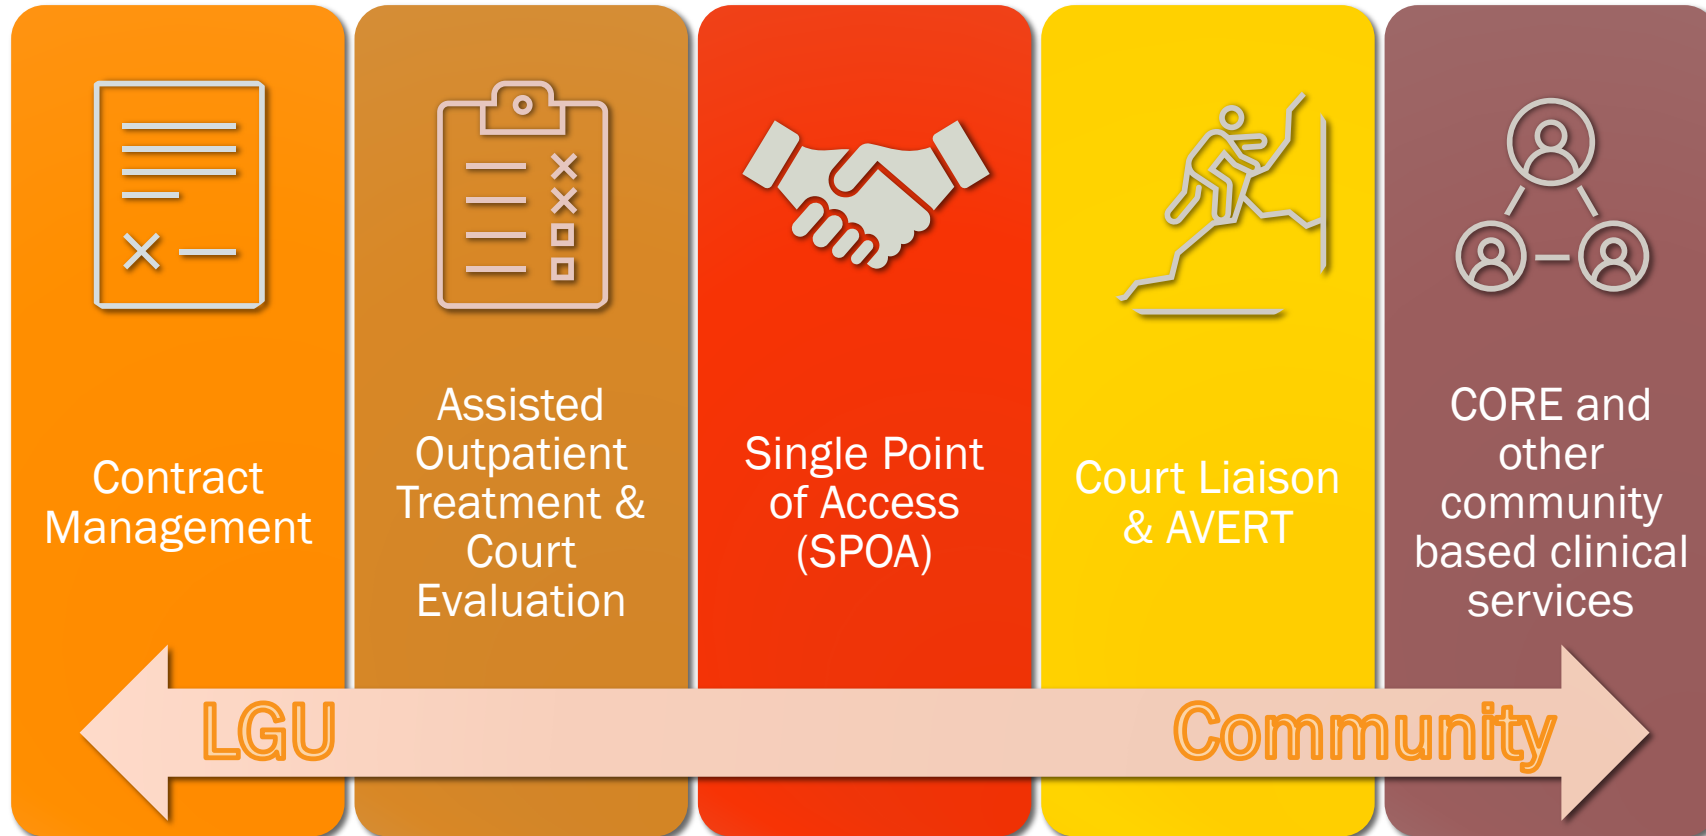 Contract
Management
Assisted
Outpatient
Treatment &
Court
Evaluation
Single Point
of Access
(SPOA)
Court Liaison
& AVERT
CORE and
other
community
based clinical
services
LGU
Community